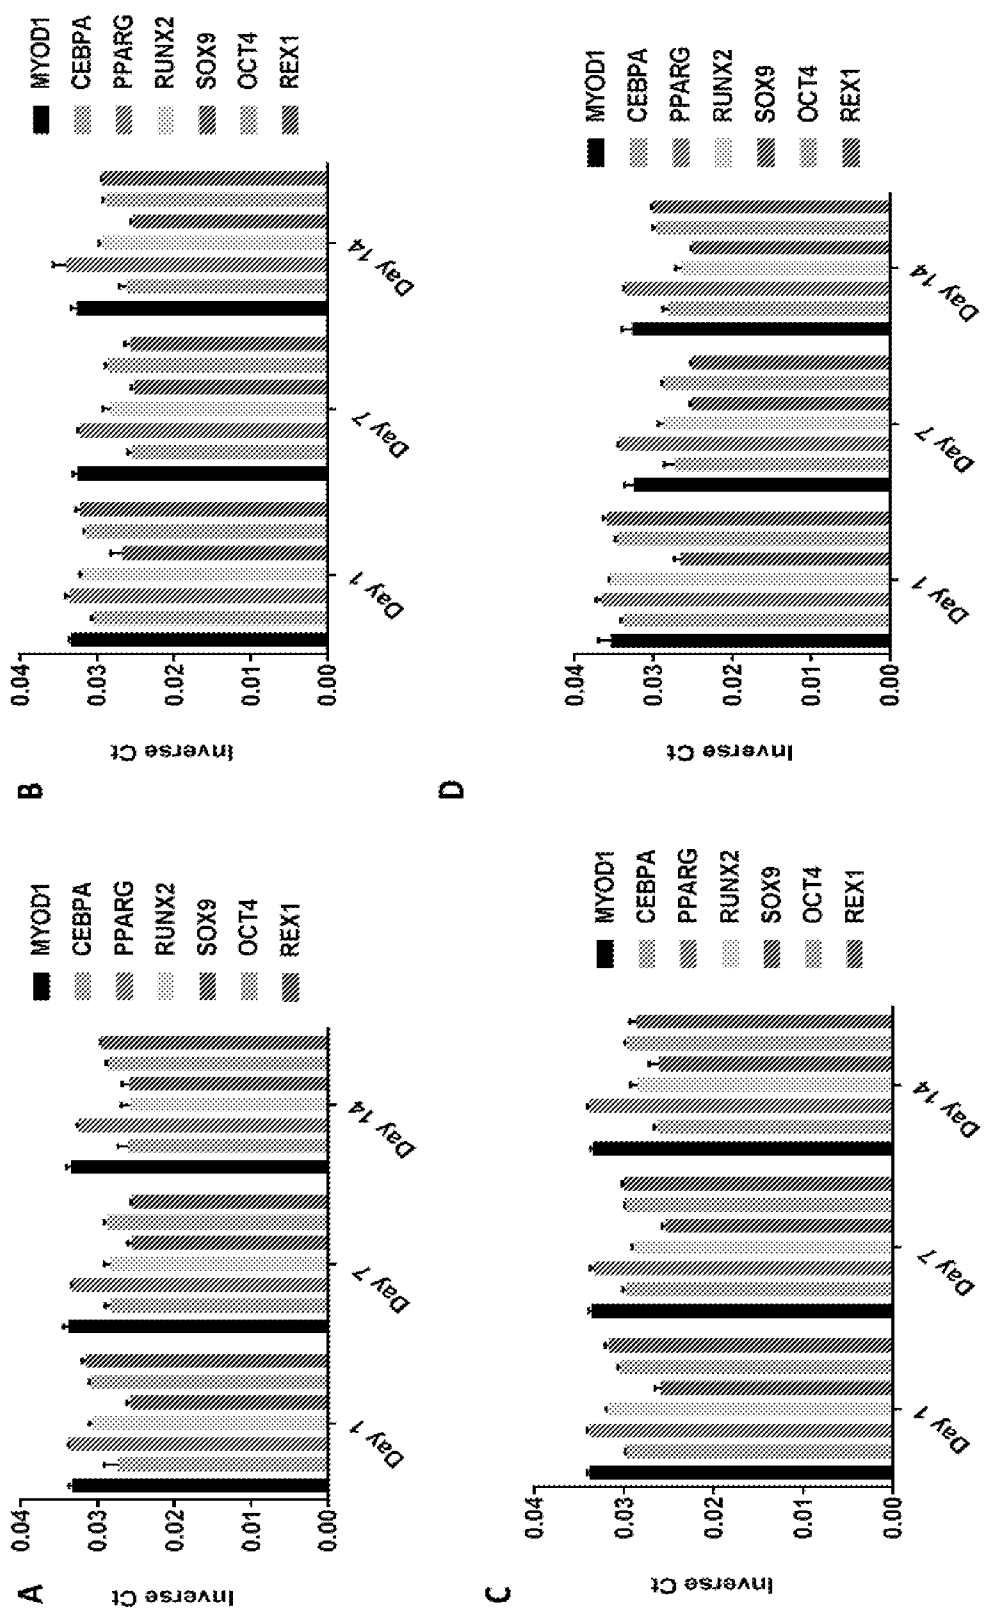 A
Inverse Ct
0.04
0.03
0.02
0.01
0.00
Day 1
Day 7
Day 14
MYOD1
CEBPA
PPARG
RUNX2
SOX9
OCT4
REX1
B
Inverse Ct
0.04
0.03
0.02
0.01
0.00
Day 1
Day 7
Day 14
MYOD1
CEBPA
PPARG
RUNX2
SOX9
OCT4
REX1
C
Inverse Ct
0.04
0.03
0.02
0.01
0.00
Day 1
Day 7
Day 14
MYOD1
CEBPA
PPARG
RUNX2
SOX9
OCT4
REX1
D
Inverse Ct
0.04
0.03
0.02
0.01
0.00
Day 1
Day 7
Day 14
MYOD1
CEBPA
PPARG
RUNX2
SOX9
OCT4
REX1